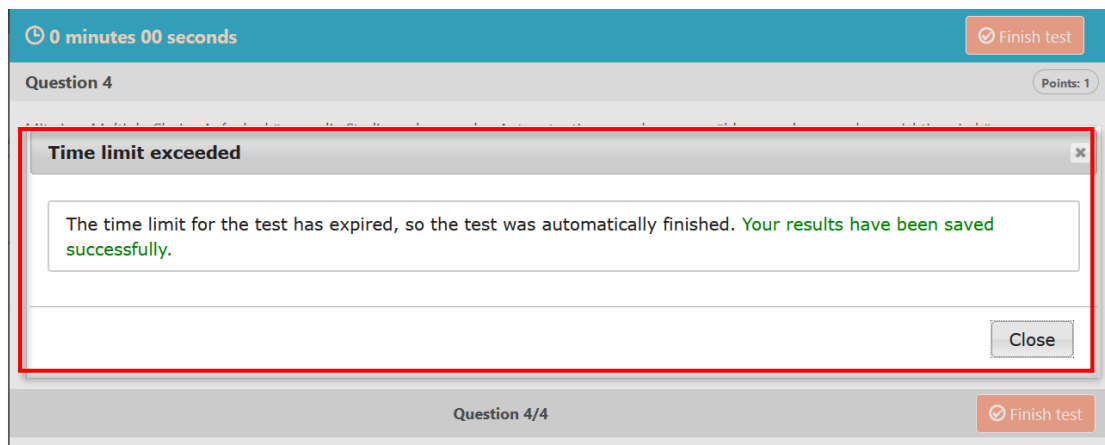 0 minutes 00 seconds
Finish test
Question 4
Points: 1
Time limit exceeded
The time limit for the test has expired, so the test was automatically finished. Your results have been saved
successfully.
Close
Question 4/4
Finish test